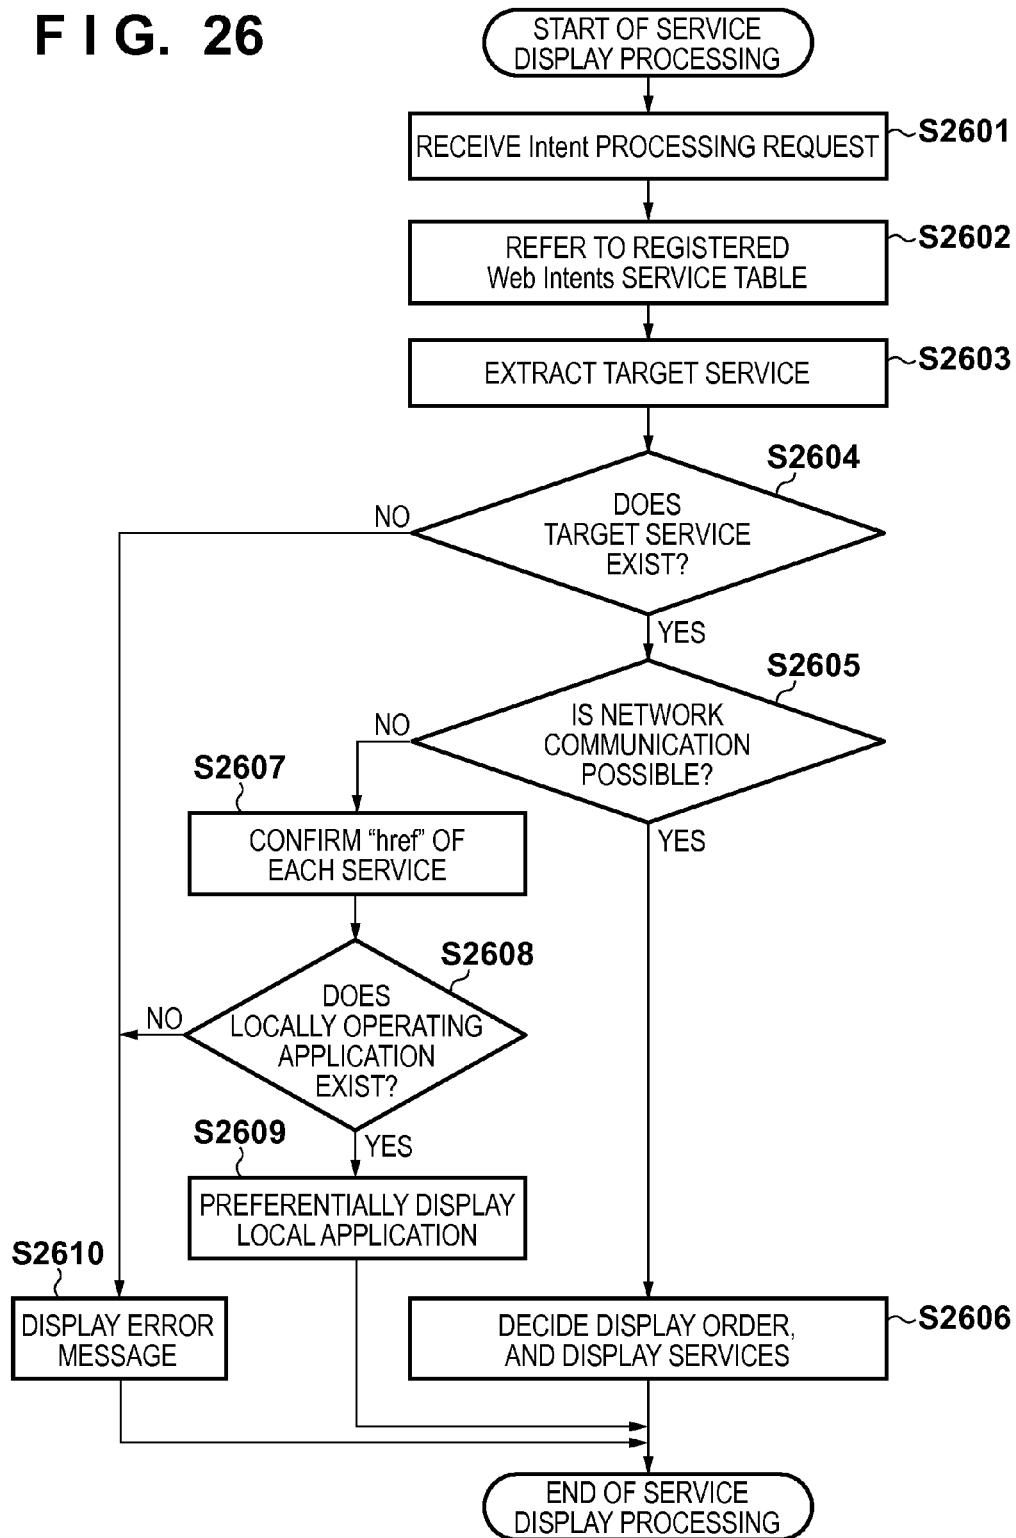 FIG. 26
START OF SERVICE
DISPLAY PROCESSING
RECEIVE Intent PROCESSING REQUEST
S2601
REFER TO REGISTERED
Web Intents SERVICE TABLE
S2602
EXTRACT TARGET SERVICE
S2603
S2604
DOES
TARGET SERVICE
EXIST?
NO
YES
S2605
IS NETWORK
COMMUNICATION
POSSIBLE?
NO
YES
S2607
CONFIRM “href” OF
EACH SERVICE
S2608
DOES
LOCALLY OPERATING
APPLICATION
EXIST?
NO
YES
S2609
PREFERENTIALLY DISPLAY
LOCAL APPLICATION
S2610
DISPLAY ERROR
MESSAGE
DECIDE DISPLAY ORDER,
AND DISPLAY SERVICES
S2606
END OF SERVICE
DISPLAY PROCESSING